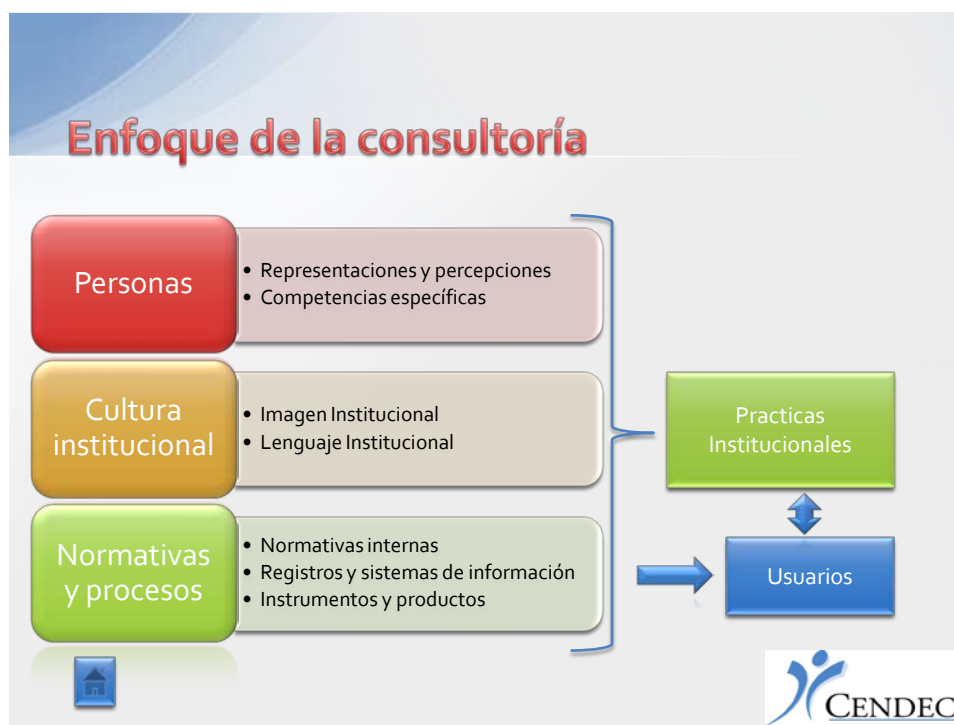 Enfoque de la consultoría
Personas
• Representaciones y percepciones
• Competencias específicas
Cultura
institucional
• Imagen Institucional
• Lenguaje Institucional
Normativas
y procesos
• Normativas internas
• Registros y sistemas de información
• Instrumentos y productos
Practicas
Institucionales
Usuarios
CENDEC